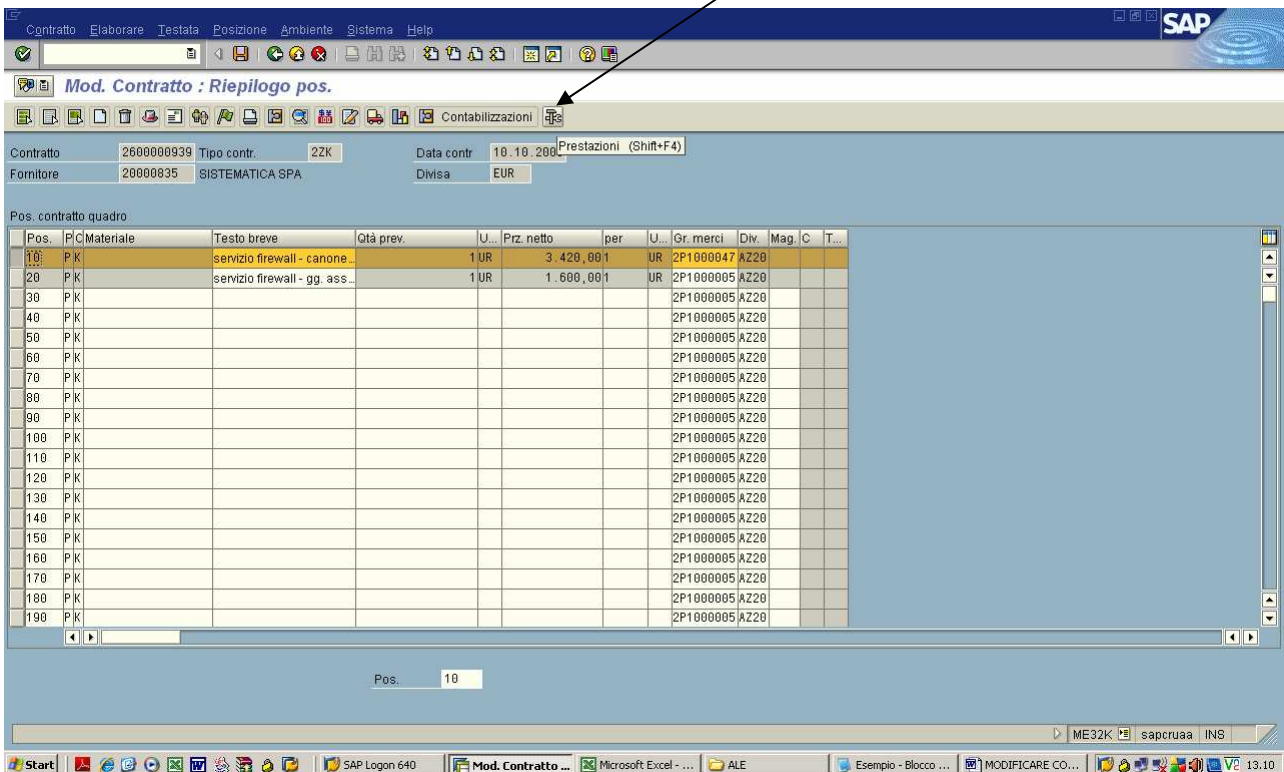 Contratto Elaborare Testata Posizione Ambiente Sistema Help
SAP
Mod. Contratto : Riepilogo pos.
Contabilizzazioni
Prestazioni (Shift+F4)
Contratto 2600000939 Tipo contr. 2ZK Data contr 10.10.200
Fornitore 20000835 SISTEMATICA SPA Divisa EUR
Pos. contratto quadro
Pos. P C Materiale Testo breve Qtà prev. U... Prz. netto per U... Gr. merci Div. Mag. C T...
10 P K servizio firewall - canone... 1 UR 3.420,00 1 UR 2P1000047 AZ20
20 P K servizio firewall - gg. ass... 1 UR 1.600,00 1 UR 2P1000005 AZ20
30 P K 2P1000005 AZ20
40 P K 2P1000005 AZ20
50 P K 2P1000005 AZ20
60 P K 2P1000005 AZ20
70 P K 2P1000005 AZ20
80 P K 2P1000005 AZ20
90 P K 2P1000005 AZ20
100 P K 2P1000005 AZ20
110 P K 2P1000005 AZ20
120 P K 2P1000005 AZ20
130 P K 2P1000005 AZ20
140 P K 2P1000005 AZ20
150 P K 2P1000005 AZ20
160 P K 2P1000005 AZ20
170 P K 2P1000005 AZ20
180 P K 2P1000005 AZ20
190 P K 2P1000005 AZ20
Pos. 10
ME32K sapcruaa INS
Start SAP Logon 640 Mod. Contratto ... Microsoft Excel - ... ALE Esempio - Blocco ... MODIFICARE CO... 13.10